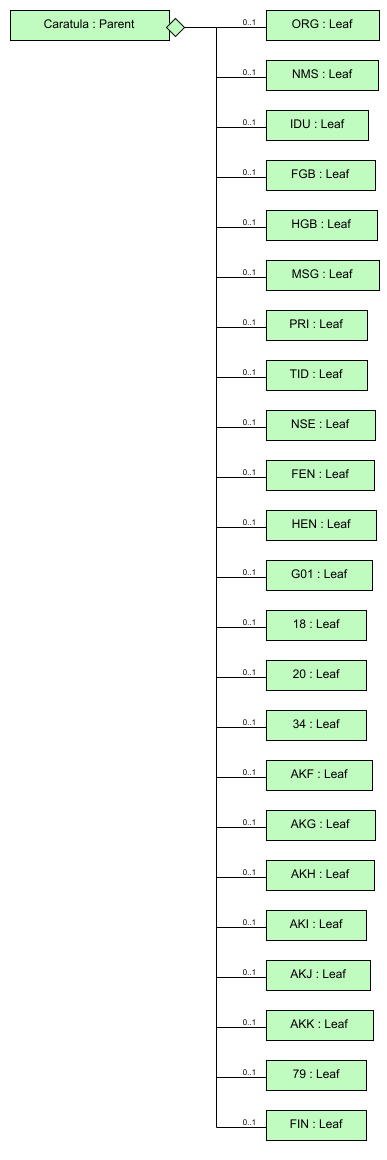 Caratula : Parent
0..1 ORG : Leaf
0..1 NMS : Leaf
0..1 IDU : Leaf
0..1 FGB : Leaf
0..1 HGB : Leaf
0..1 MSG : Leaf
0..1 PRI : Leaf
0..1 TID : Leaf
0..1 NSE : Leaf
0..1 FEN : Leaf
0..1 HEN : Leaf
0..1 G01 : Leaf
0..1 18 : Leaf
0..1 20 : Leaf
0..1 34 : Leaf
0..1 AKF : Leaf
0..1 AKG : Leaf
0..1 AKH : Leaf
0..1 AKI : Leaf
0..1 AKJ : Leaf
0..1 AKK : Leaf
0..1 79 : Leaf
0..1 FIN : Leaf